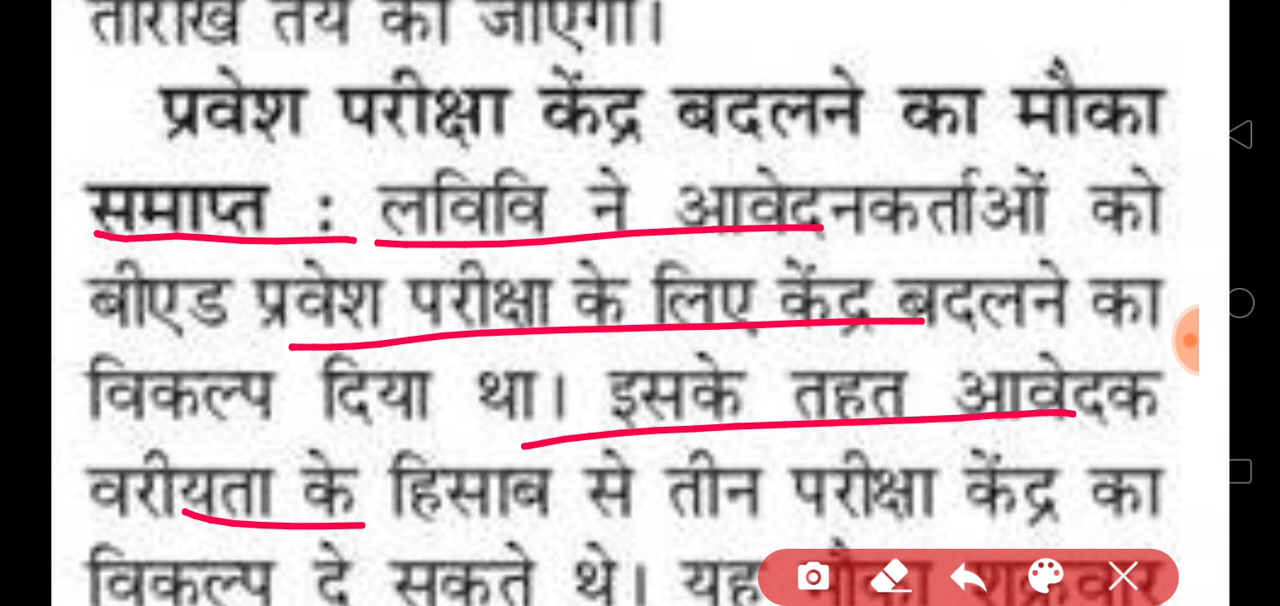 तारीख तय की जाएगी।
प्रवेश परीक्षा केंद्र बदलने का मौका
समाप्त : लविवि ने आवेदनकर्ताओं को
बीएड प्रवेश परीक्षा के लिए केंद्र बदलने का
विकल्प दिया था। इसके तहत आवेदक
वरीयता के हिसाब से तीन परीक्षा केंद्र का
विकल्प दे सकते थे। यह मौका शुक्रवार